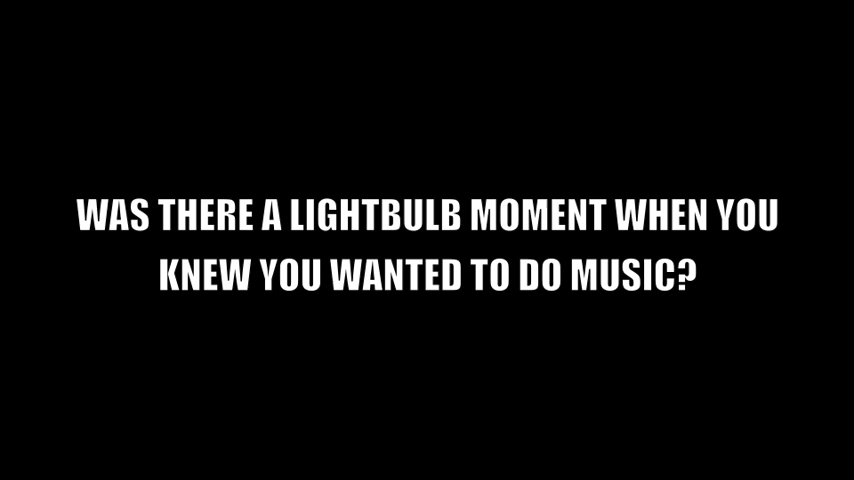 WAS THERE A LIGHTBULB MOMENT WHEN YOU
KNEW YOU WANTED TO DO MUSIC?